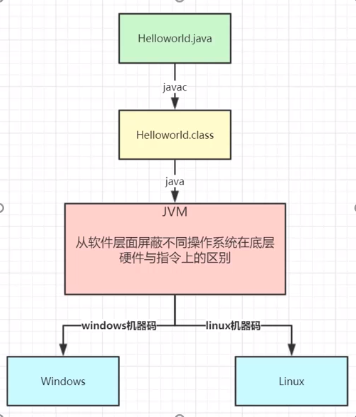 Helloworld.java
javac
Helloworld.class
java
JVM
从软件层面屏蔽不同操作系统在底层
硬件与指令上的区别
windows机器码
linux机器码
Windows
Linux